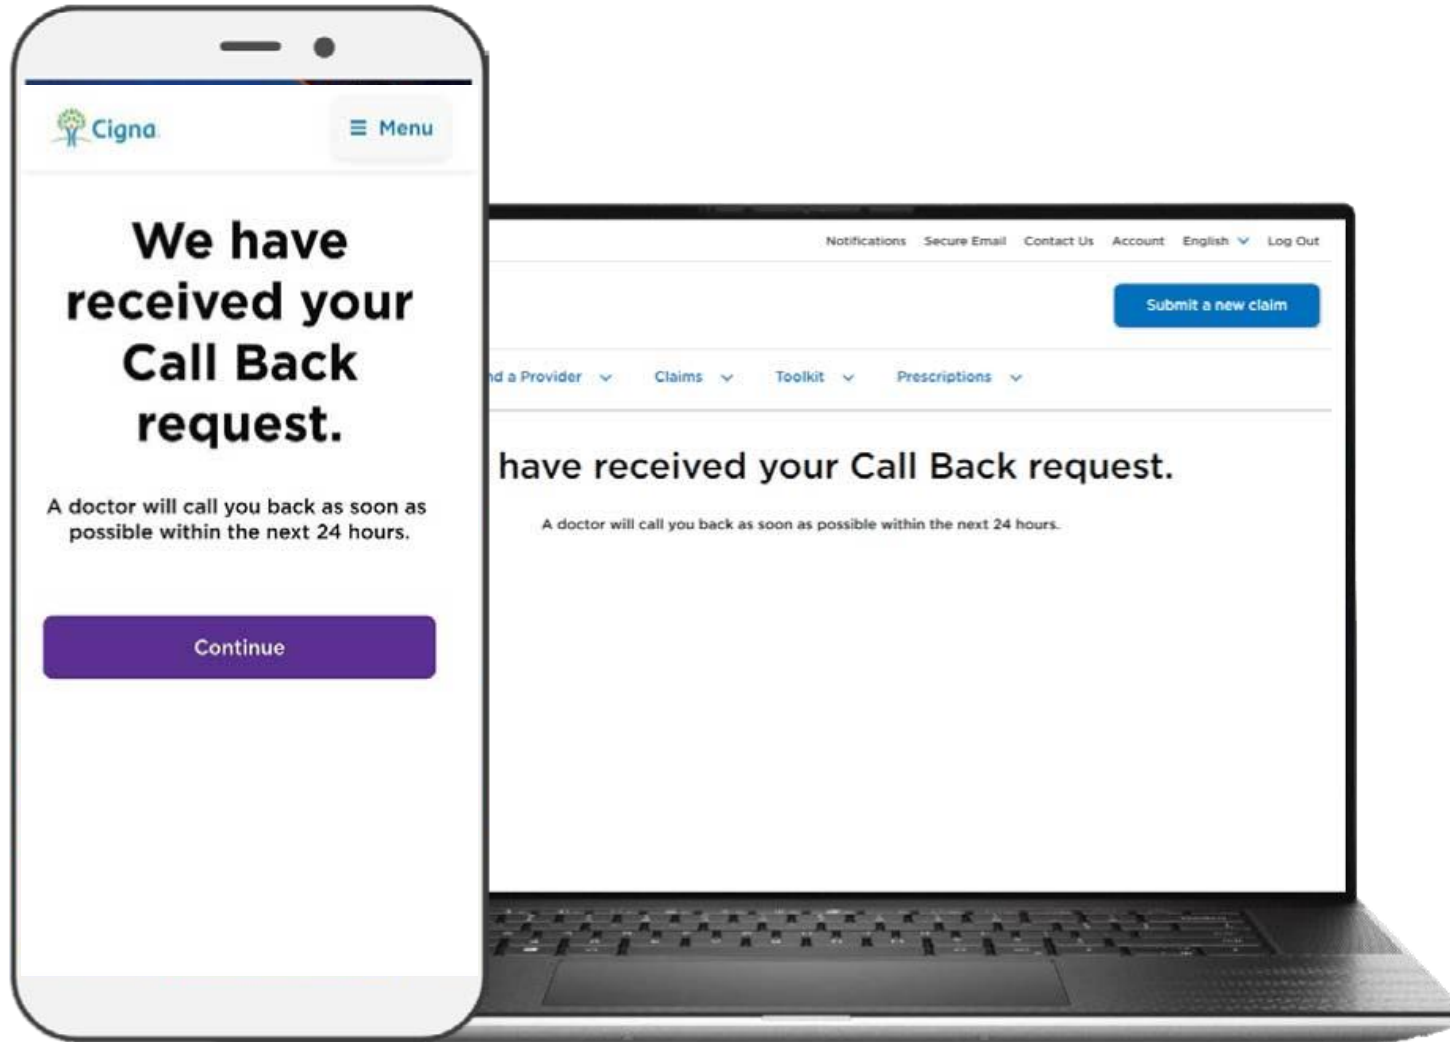 Cigna
Menu
We have
received your
Call Back
request.
A doctor will call you back as soon as
possible within the next 24 hours.
Continue
Notifications Secure Email Contact Us Account English Log Out
Submit a new claim
nd a Provider Claims Toolkit Prescriptions
have received your Call Back request.
A doctor will call you back as soon as possible within the next 24 hours.